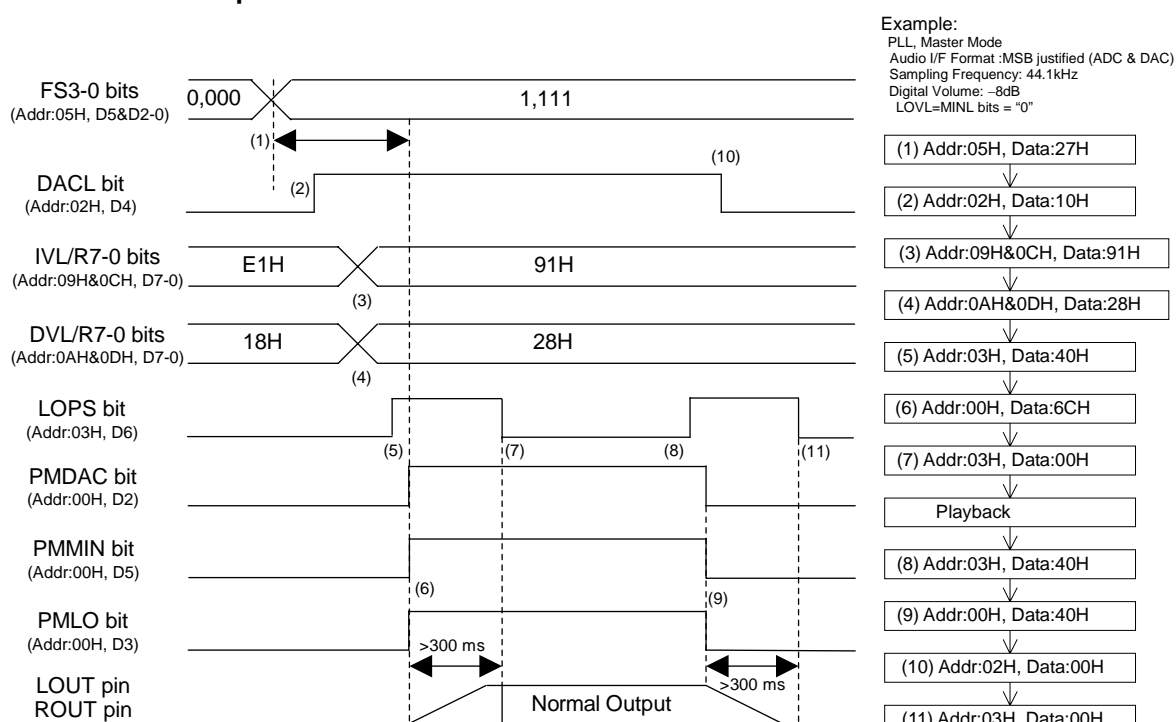 Example:
PLL, Master Mode
Audio I/F Format :MSB justified (ADC & DAC)
Sampling Frequency: 44.1kHz
Digital Volume: −8dB
LOVL=MINL bits = “0”
FS3-0 bits
(Addr:05H, D5&D2-0)
0,000
1,111
(1)
DACL bit
(Addr:02H, D4)
(2)
(10)
IVL/R7-0 bits
(Addr:09H&0CH, D7-0)
E1H
91H
(3)
DVL/R7-0 bits
(Addr:0AH&0DH, D7-0)
18H
28H
(4)
LOPS bit
(Addr:03H, D6)
(5)
(7)
(8)
(11)
PMDAC bit
(Addr:00H, D2)
PMMIN bit
(Addr:00H, D5)
(6)
(9)
PMLO bit
(Addr:00H, D3)
>300 ms
>300 ms
LOUT pin
ROUT pin
Normal Output
(1) Addr:05H, Data:27H
(2) Addr:02H, Data:10H
(3) Addr:09H&0CH, Data:91H
(4) Addr:0AH&0DH, Data:28H
(5) Addr:03H, Data:40H
(6) Addr:00H, Data:6CH
(7) Addr:03H, Data:00H
Playback
(8) Addr:03H, Data:40H
(9) Addr:00H, Data:40H
(10) Addr:02H, Data:00H
(11) Addr:03H, Data:00H